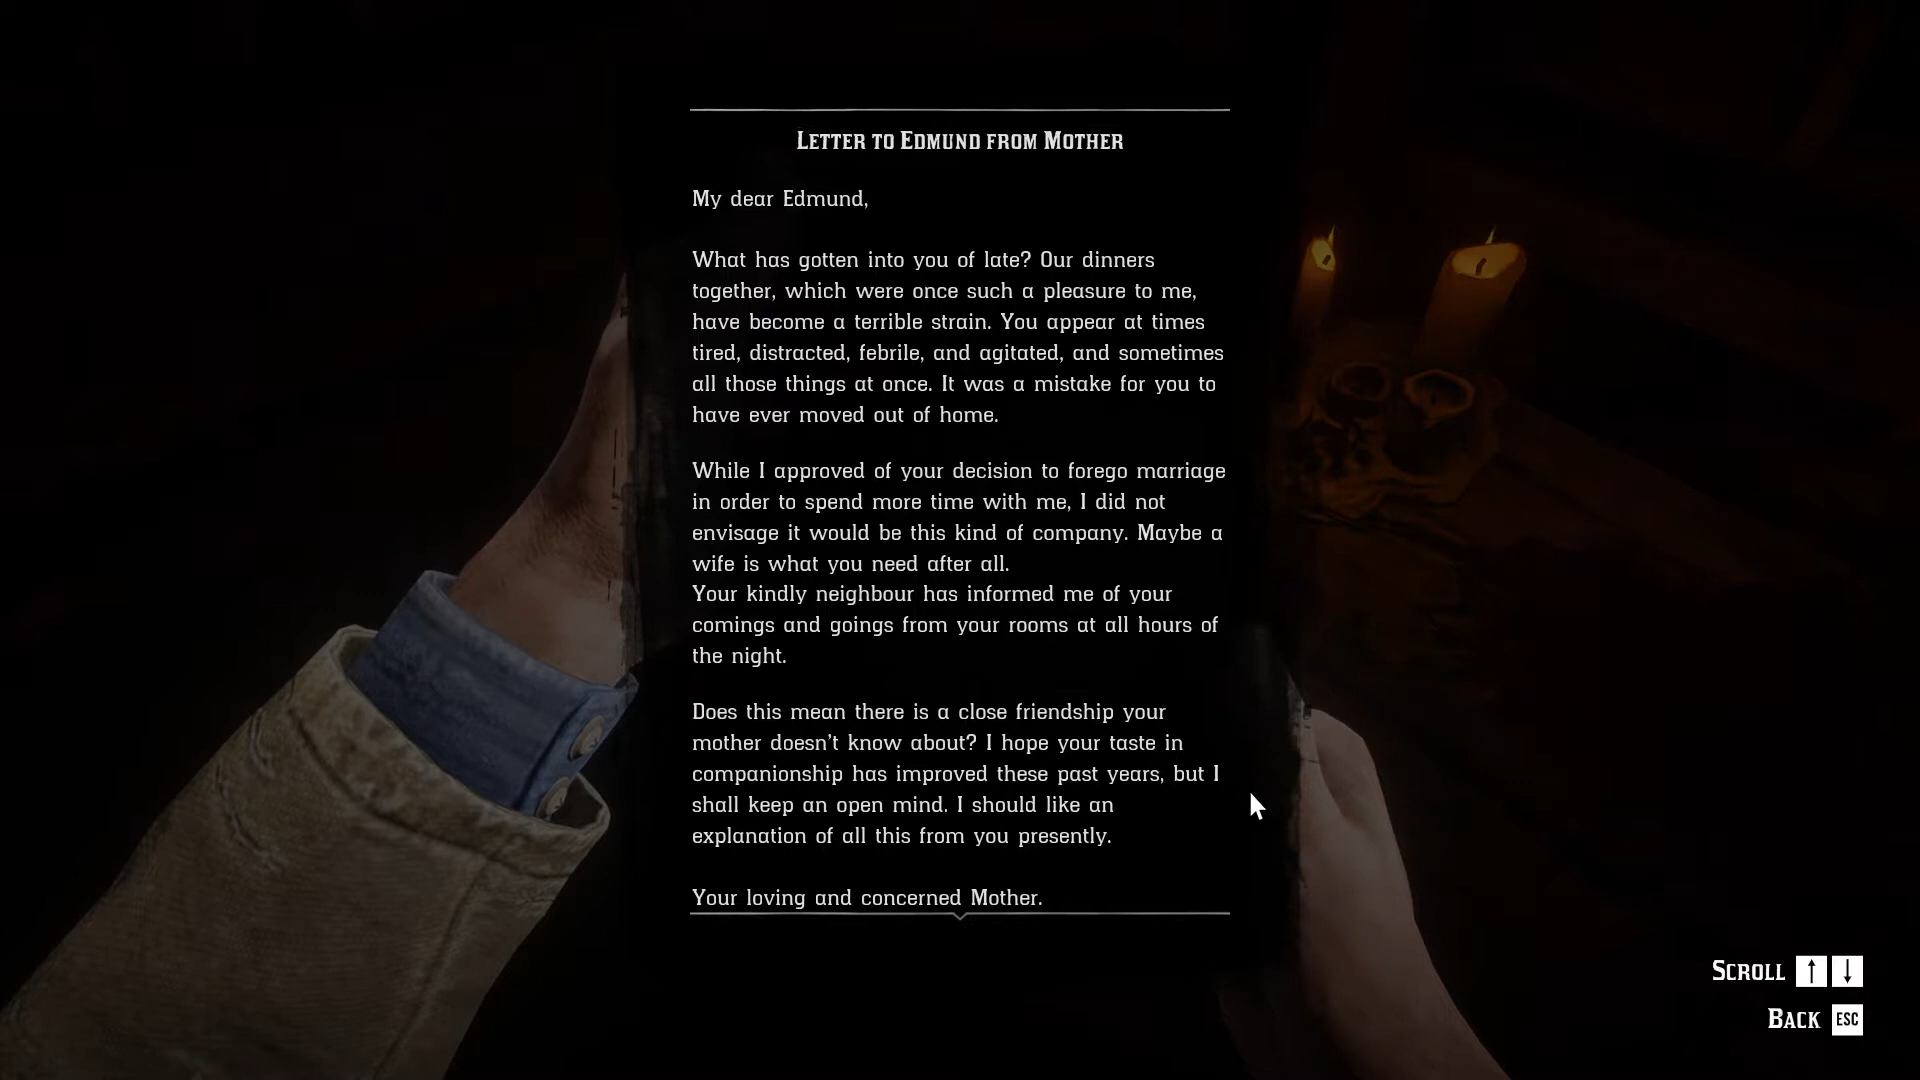 Letter to Edmund from Mother
My dear Edmund,
What has gotten into you of late? Our dinners
together, which were once such a pleasure to me,
have become a terrible strain. You appear at times
tired, distracted, febrile, and agitated, and sometimes
all those things at once. It was a mistake for you to
have ever moved out of home.
While I approved of your decision to forego marriage
in order to spend more time with me, I did not
envisage it would be this kind of company. Maybe a
wife is what you need after all.
Your kindly neighbour has informed me of your
comings and goings from your rooms at all hours of
the night.
Does this mean there is a close friendship your
mother doesn't know about? I hope your taste in
companionship has improved these past years, but I
shall keep an open mind. I should like an
explanation of all this from you presently.
Your loving and concerned Mother.
Scroll ↑ ↓
Back ESC